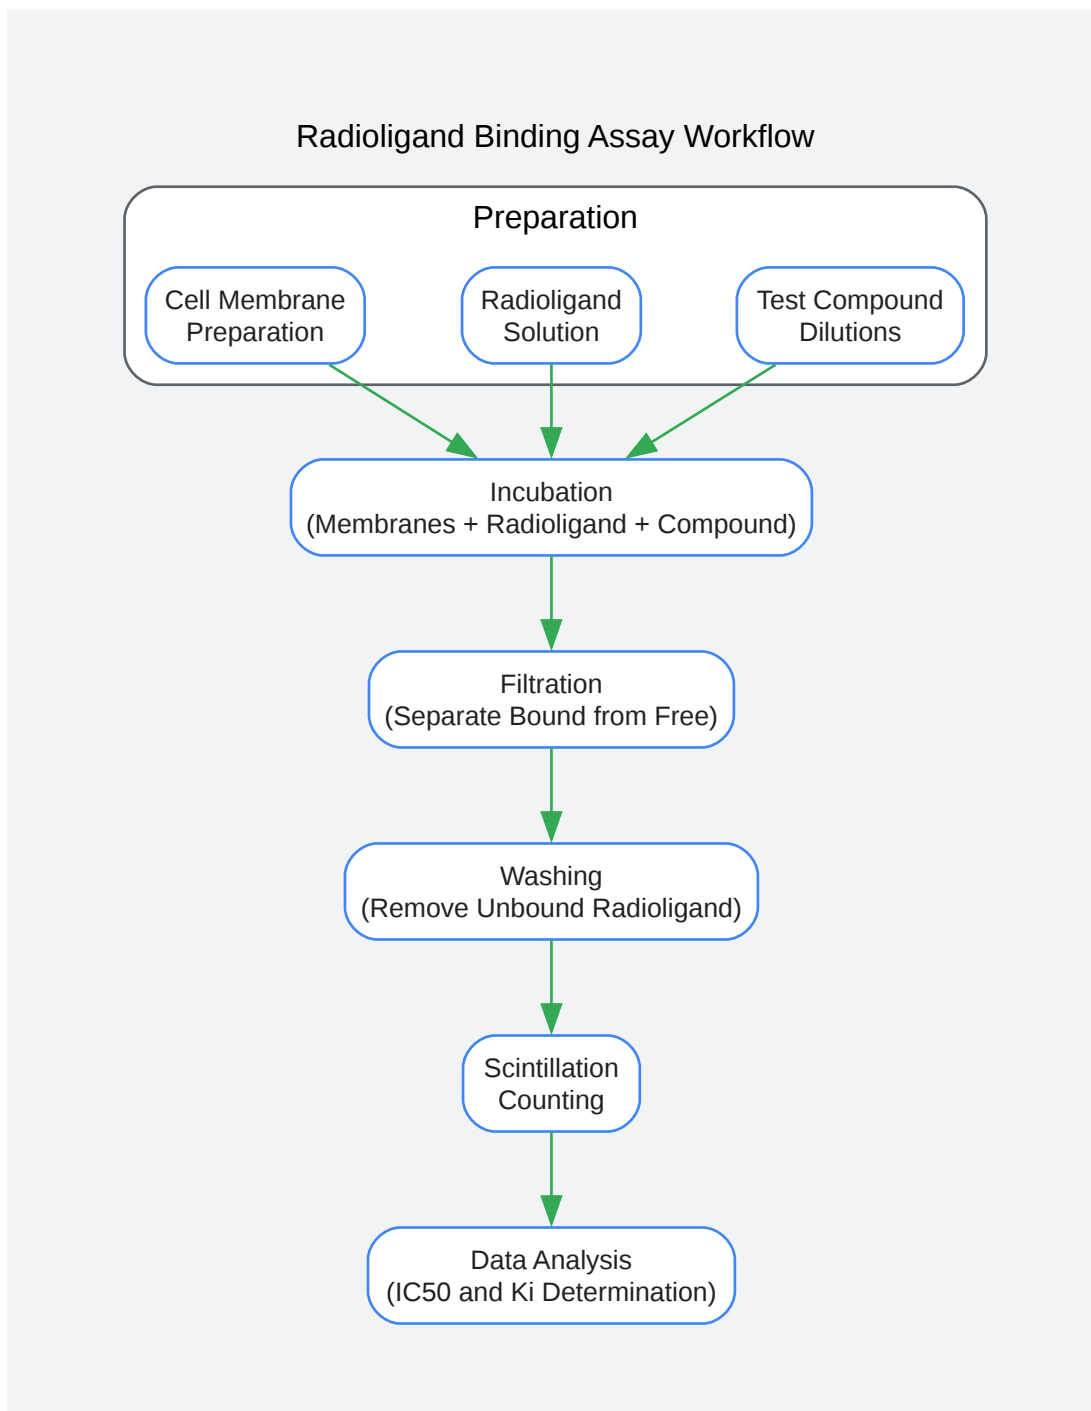 Radioligand Binding Assay Workflow
Preparation
Cell Membrane
Preparation
Radioligand
Solution
Test Compound
Dilutions
Incubation
(Membranes + Radioligand + Compound)
Filtration
(Separate Bound from Free)
Washing
(Remove Unbound Radioligand)
Scintillation
Counting
Data Analysis
(IC50 and Ki Determination)